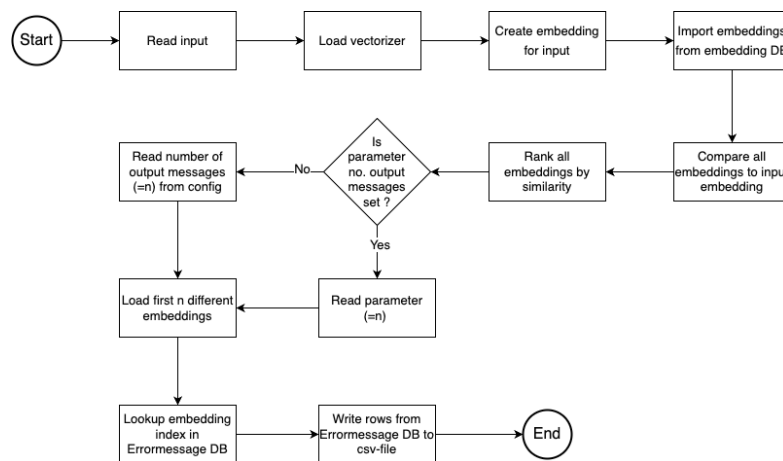 Start
Read input
Load vectorizer
Create embedding
for input
Import embeddings
from embedding DB
Compare all
embeddings to input
embedding
Rank all
embeddings by
similarity
Is
parameter
no. output
messages
set ?
No
Read number of
output messages
(=n) from config
Yes
Read parameter
(=n)
Load first n different
embeddings
Lookup embedding
index in
Errormessage DB
Write rows from
Errormessage DB to
csv-file
End